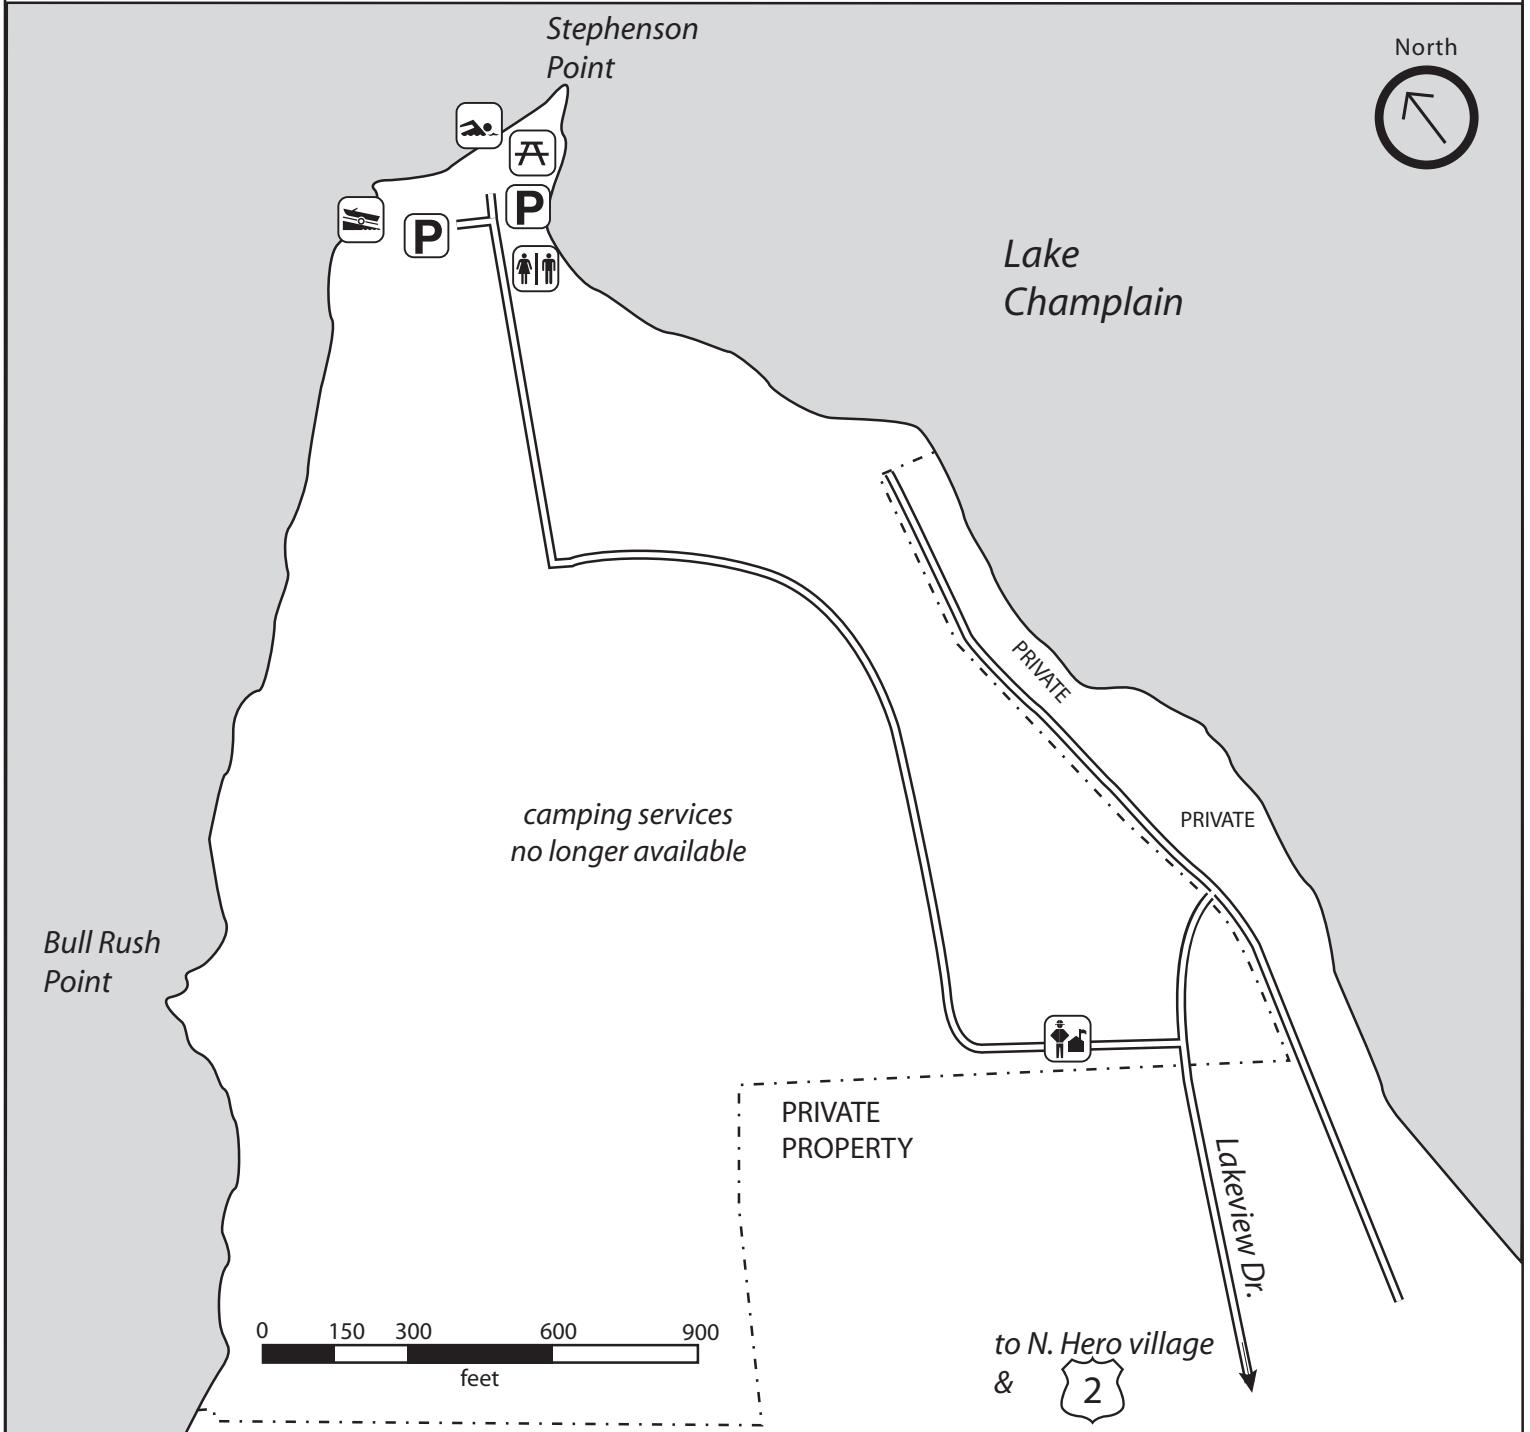 Stephenson
Point
North
P
P
Lake
Champlain
PRIVATE
PRIVATE
camping services
no longer available
Bull Rush
Point
PRIVATE
PROPERTY
Lakeview Dr.
0 150 300 600 900
feet
to N. Hero village
& 2